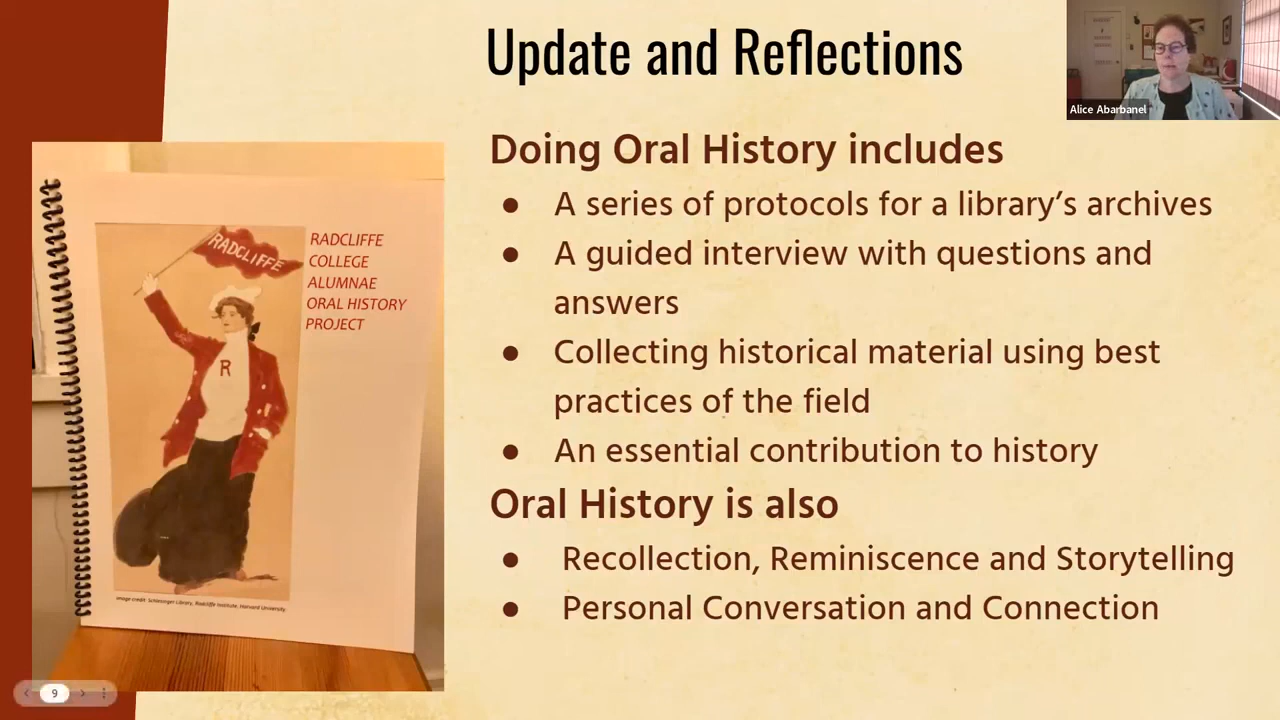 Update and Reflections
Alice Abarbanel
Doing Oral History includes
● A series of protocols for a library’s archives
● A guided interview with questions and
answers
● Collecting historical material using best
practices of the field
● An essential contribution to history
Oral History is also
● Recollection, Reminiscence and Storytelling
● Personal Conversation and Connection
RADCLIFFE
RADCLIFFE
COLLEGE
ALUMNAE
ORAL HISTORY
PROJECT
R
image credit: Schlesinger Library, Radcliffe Institute, Harvard University.
9